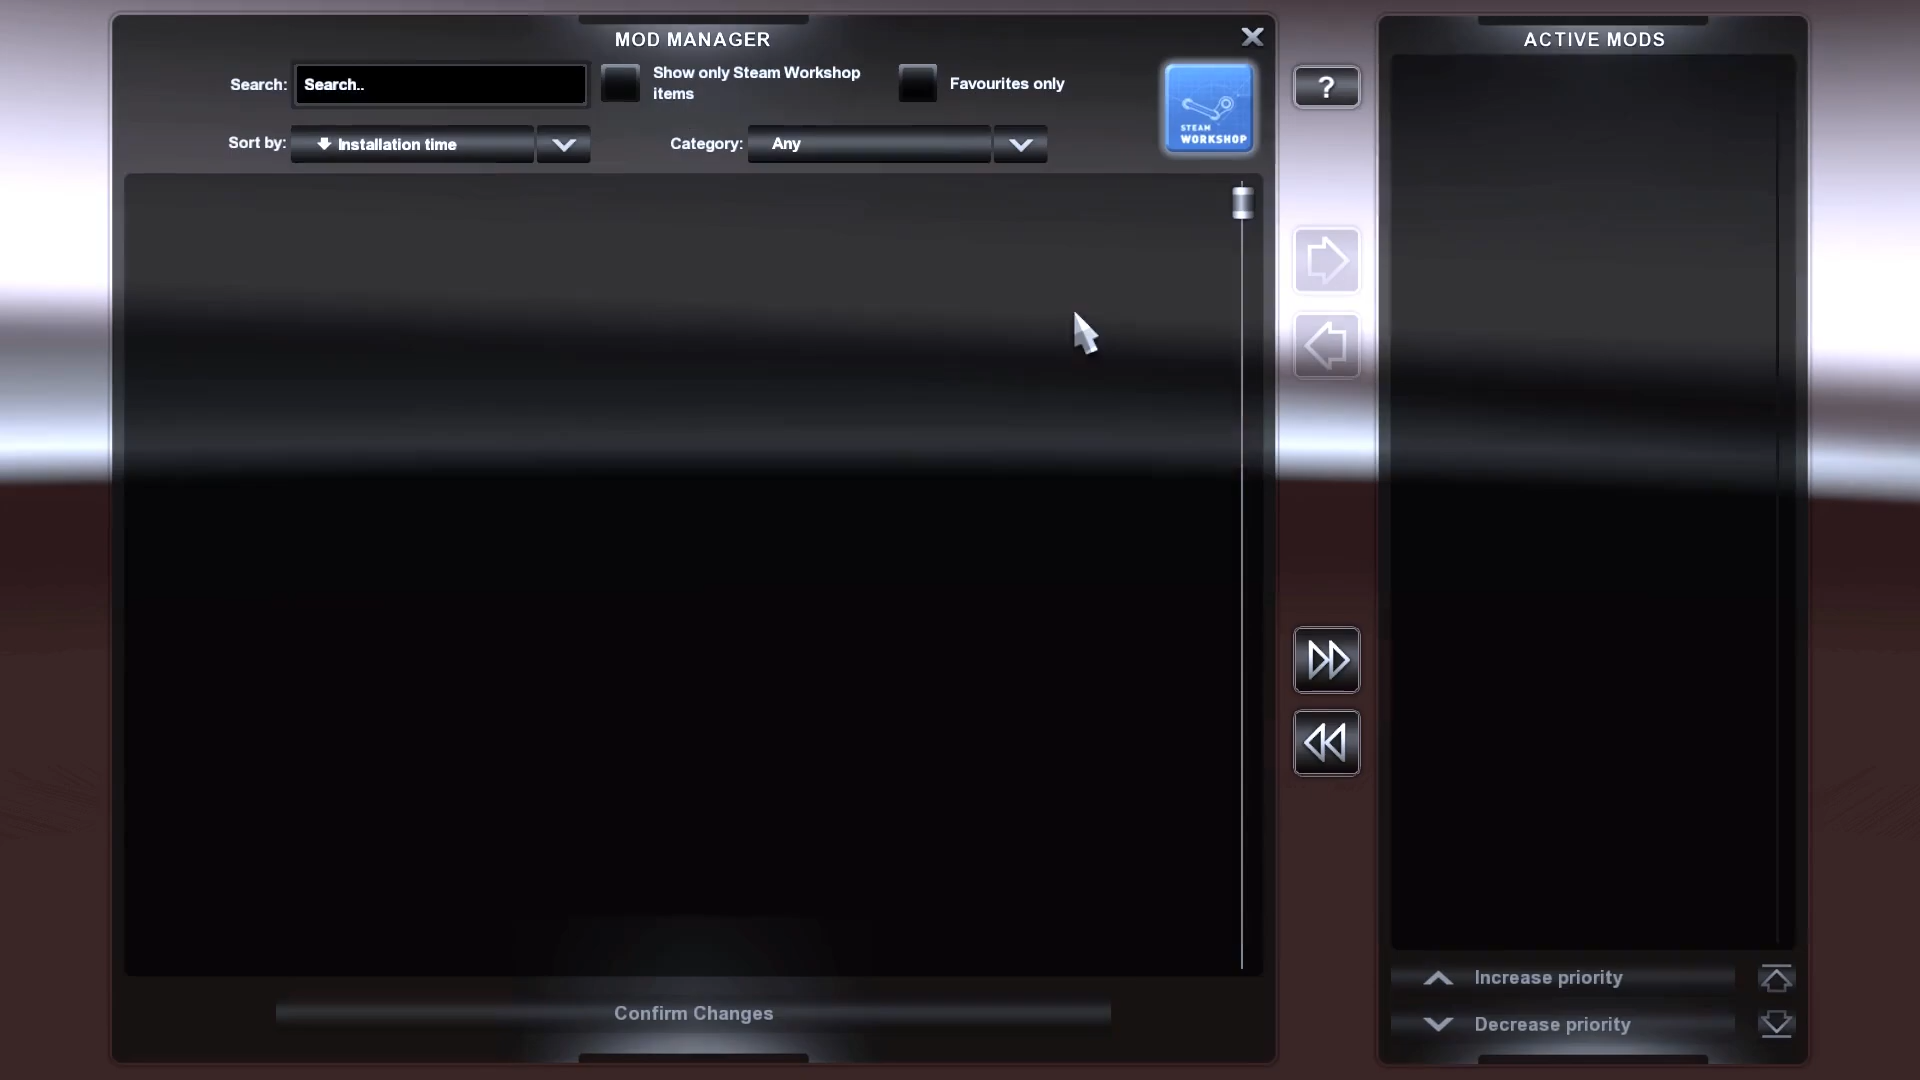 MOD MANAGER
ACTIVE MODS
Search:
Search..
Show only Steam Workshop
items
Favourites only
STEAM
WORKSHOP
?
Sort by:
Installation time
Category:
Any
Increase priority
Confirm Changes
Decrease priority